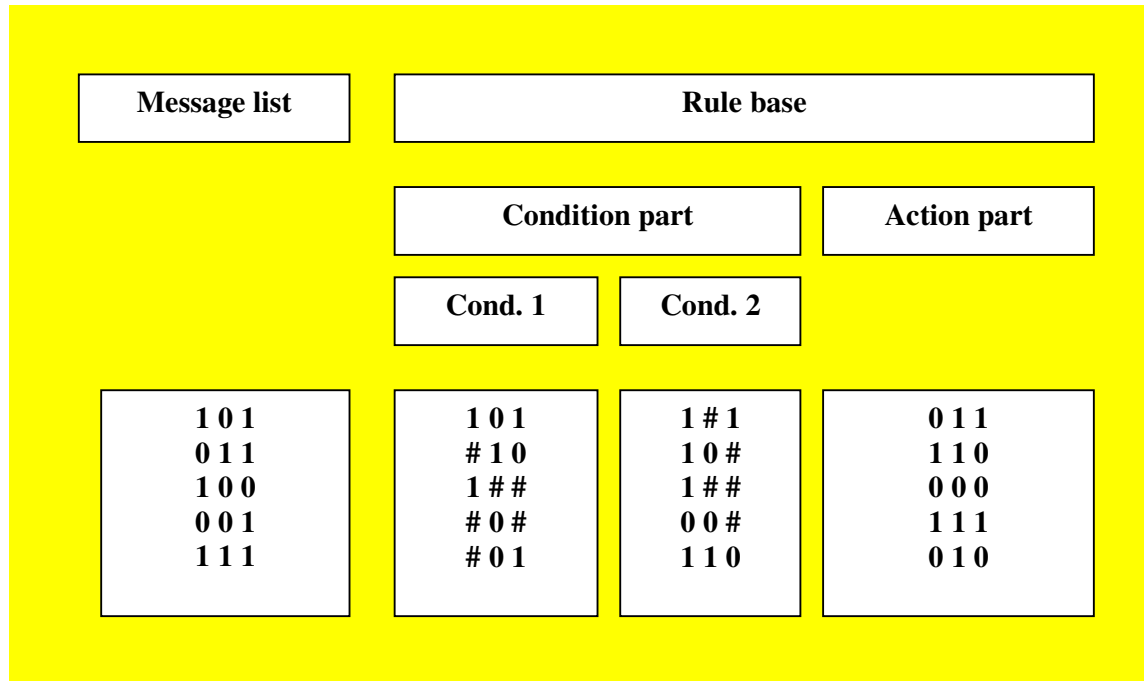 Message list
Rule base
Condition part
Action part
Cond. 1
Cond. 2
1 0 1
0 1 1
1 0 0
0 0 1
1 1 1
1 0 1
# 1 0
1 # #
# 0 #
# 0 1
1 # 1
1 0 #
1 # #
0 0 #
1 1 0
0 1 1
1 1 0
0 0 0
1 1 1
0 1 0